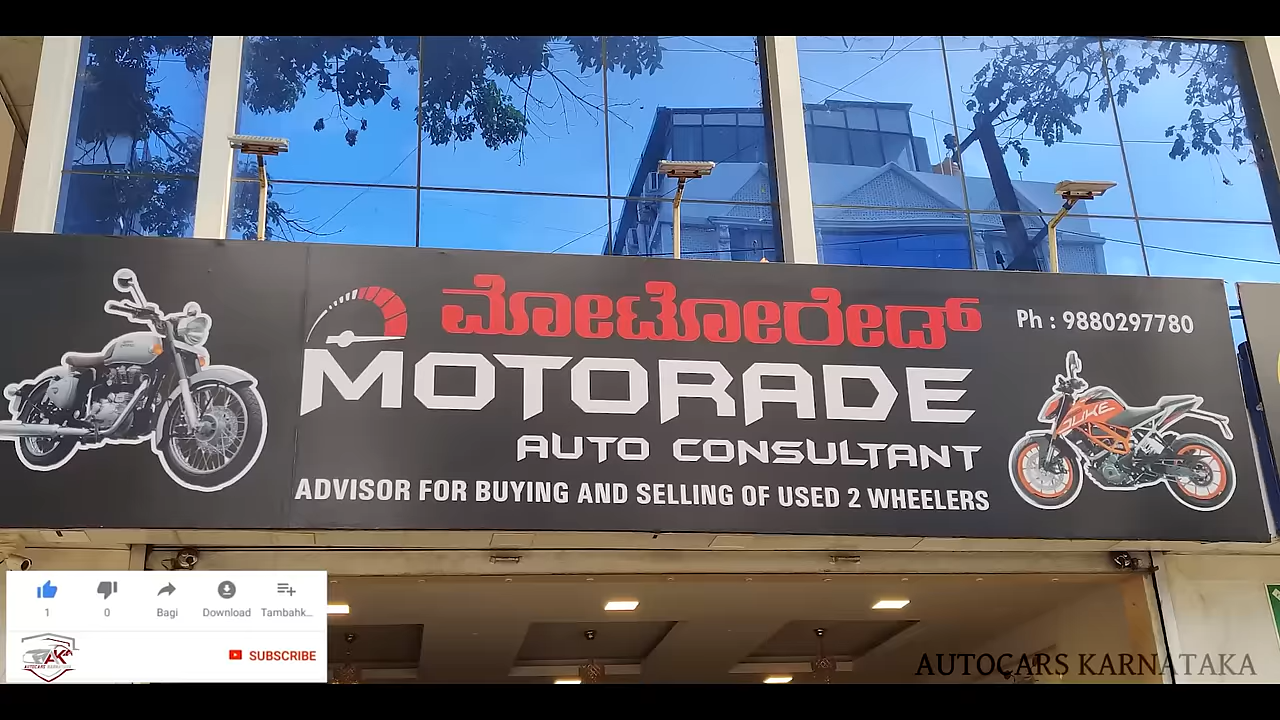 ಮೋಟೋರೇಡ್
Ph : 9880297780
MOTORADE
DUKE
AUTO CONSULTANT
ADVISOR FOR BUYING AND SELLING OF USED 2 WHEELERS
1 0 Bagi Download Tambahk...
AK
SUBSCRIBE
AUTOCARS KARNATAKA